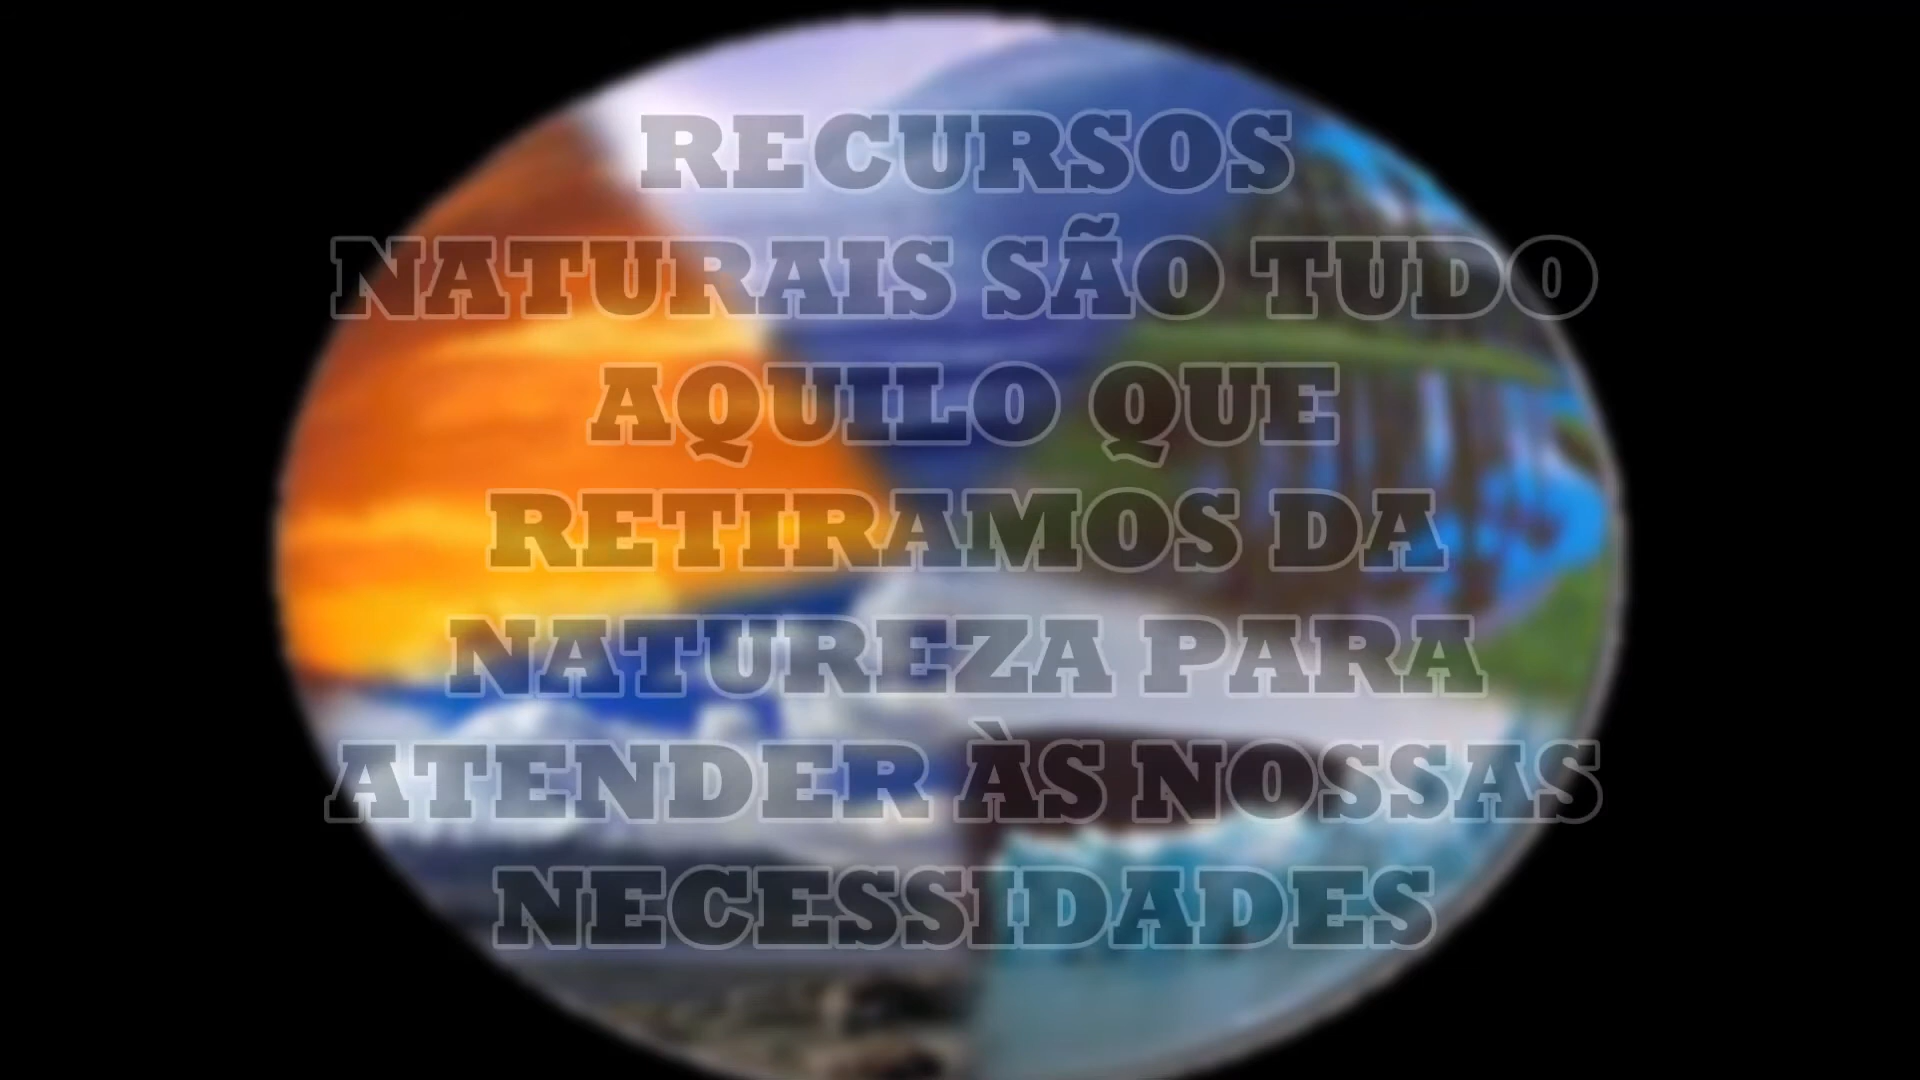 RECURSOS
NATURAIS SÃO TUDO
AQUILO QUE
RETIRAMOS DA
NATUREZA PARA
ATENDER ÀS NOSSAS
NECESSIDADES